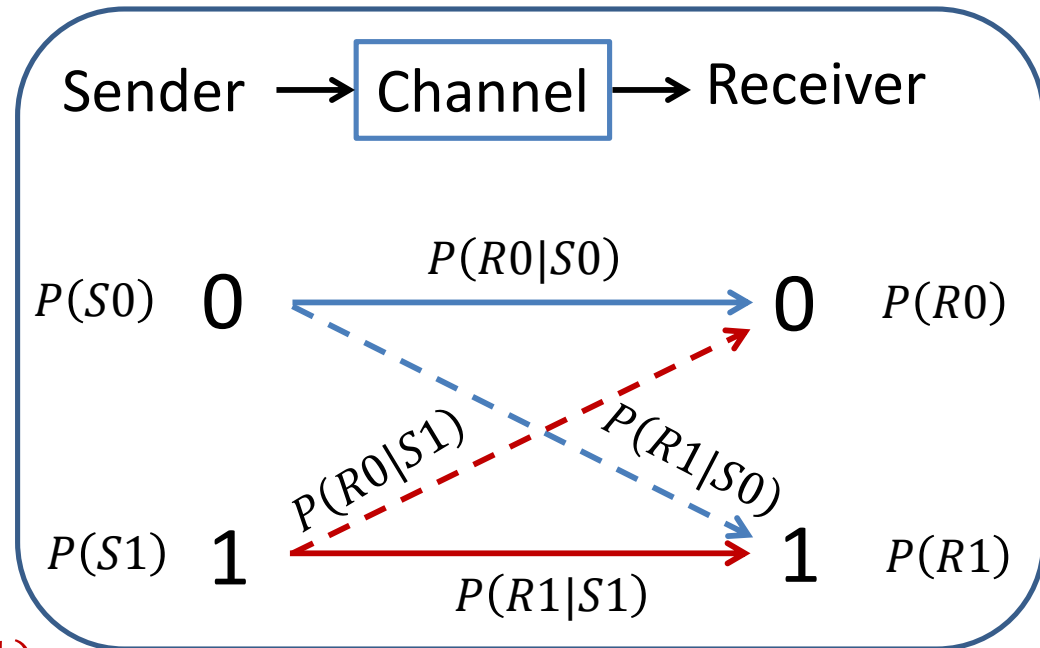 Sender Channel Receiver
P(R0|S0)
P(S0) 0 0 P(R0)
P(R0|S1) P(R1|S0)
P(S1) 1 1 P(R1)
P(R1|S1)